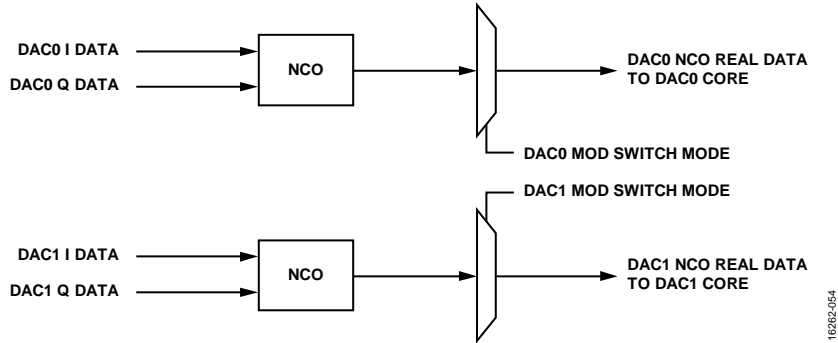 DAC0 I DATA
DAC0 Q DATA
NCO
DAC0 NCO REAL DATA
TO DAC0 CORE
DAC0 MOD SWITCH MODE
DAC1 MOD SWITCH MODE
DAC1 I DATA
DAC1 Q DATA
NCO
DAC1 NCO REAL DATA
TO DAC1 CORE
16262-054